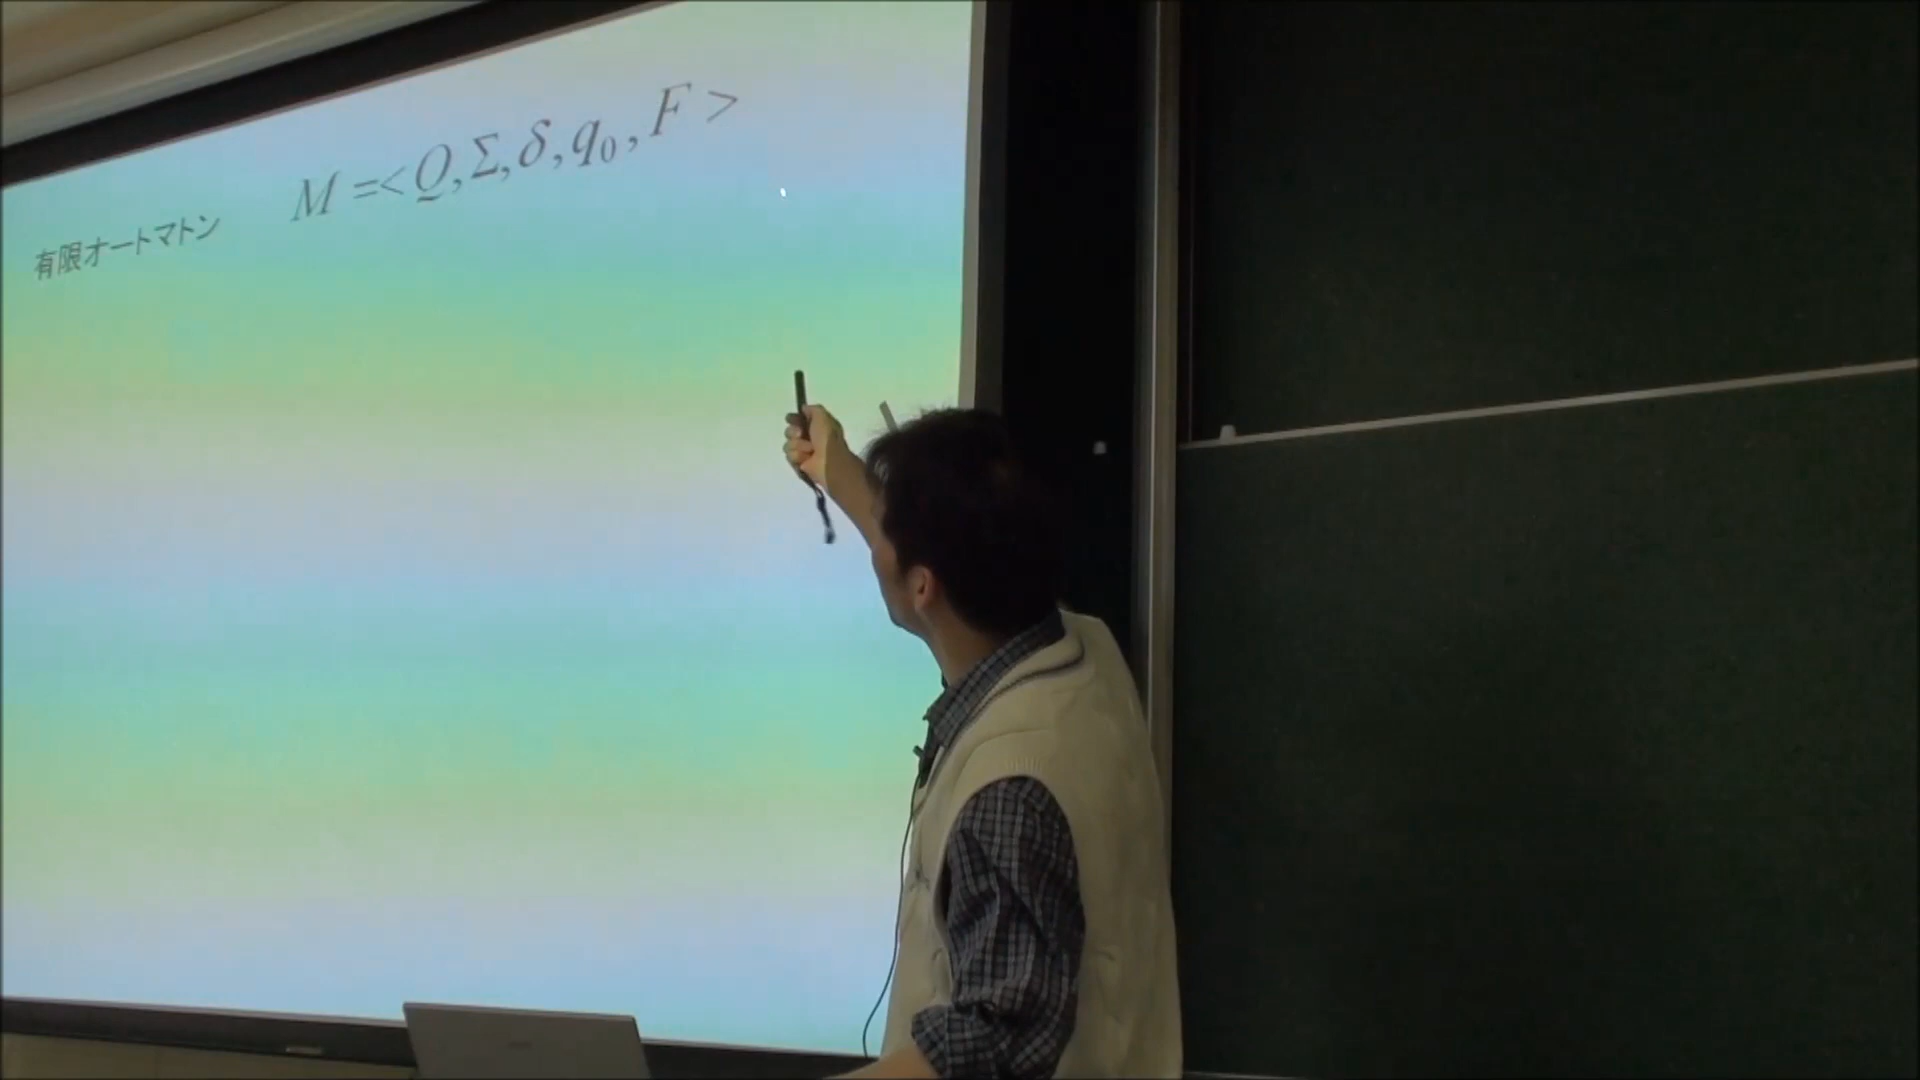 有限オートマトン M =<Q, Σ, δ, q₀, F >